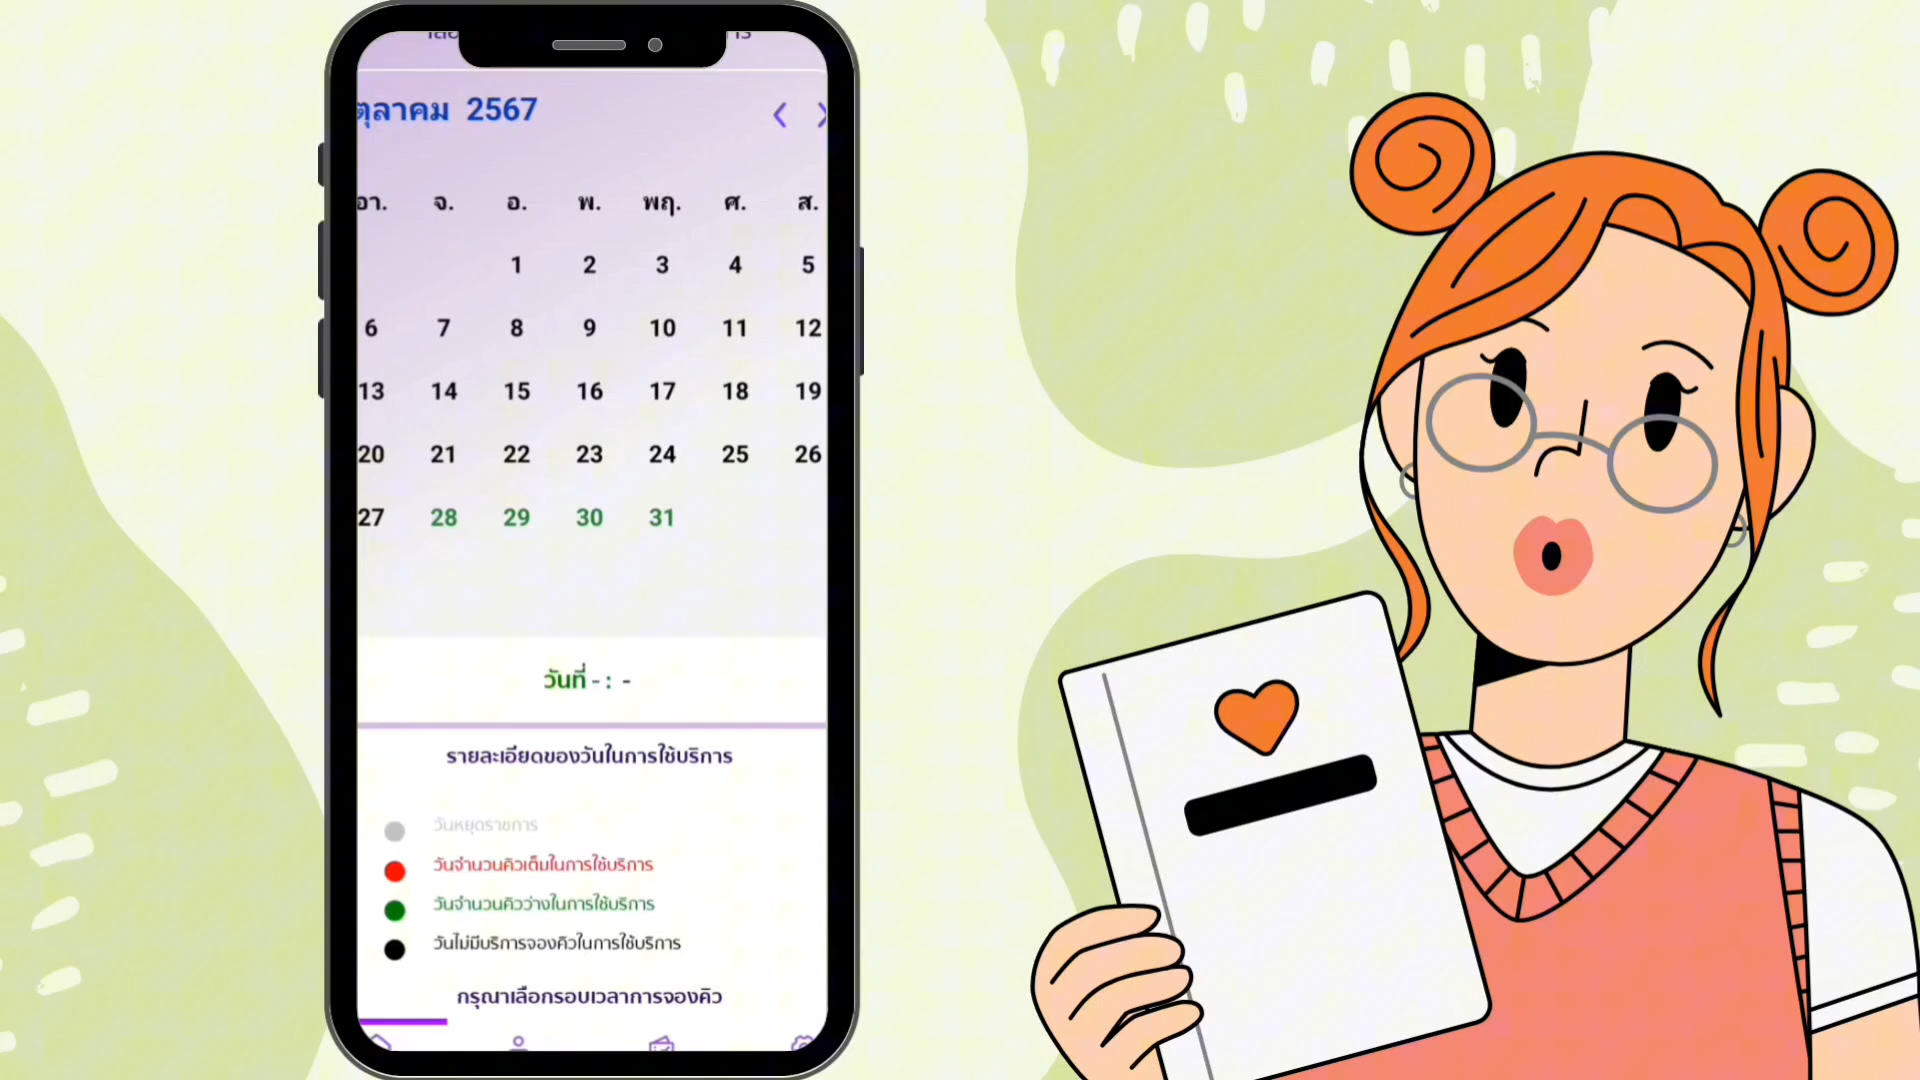 ตุลาคม 2567
อา. จ. อ. พ. พฤ. ศ. ส.
1 2 3 4 5
6 7 8 9 10 11 12
13 14 15 16 17 18 19
20 21 22 23 24 25 26
27 28 29 30 31
วันที่ - : -
รายละเอียดของวันในการใช้บริการ
วันหยุดราชการ
วันจำนวนคิวเต็มในการใช้บริการ
วันจำนวนคิวว่างในการใช้บริการ
วันไม่มีบริการจองคิวในการใช้บริการ
กรุณาเลือกรอบเวลาการจองคิว